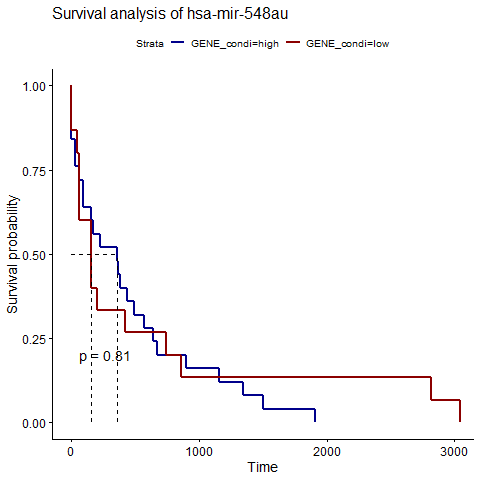 Survival analysis of hsa-mir-548au
Strata GENE_condi=high GENE_condi=low
1.00
0.75
0.50
0.25
0.00
Survival probability
p = 0.81
0 1000 2000 3000
Time